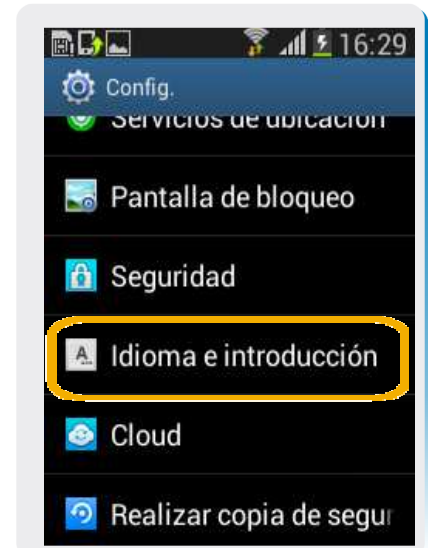 16:29
Config.
Servicios de ubicación
Pantalla de bloqueo
Seguridad
Idioma e introducción
Cloud
Realizar copia de segur